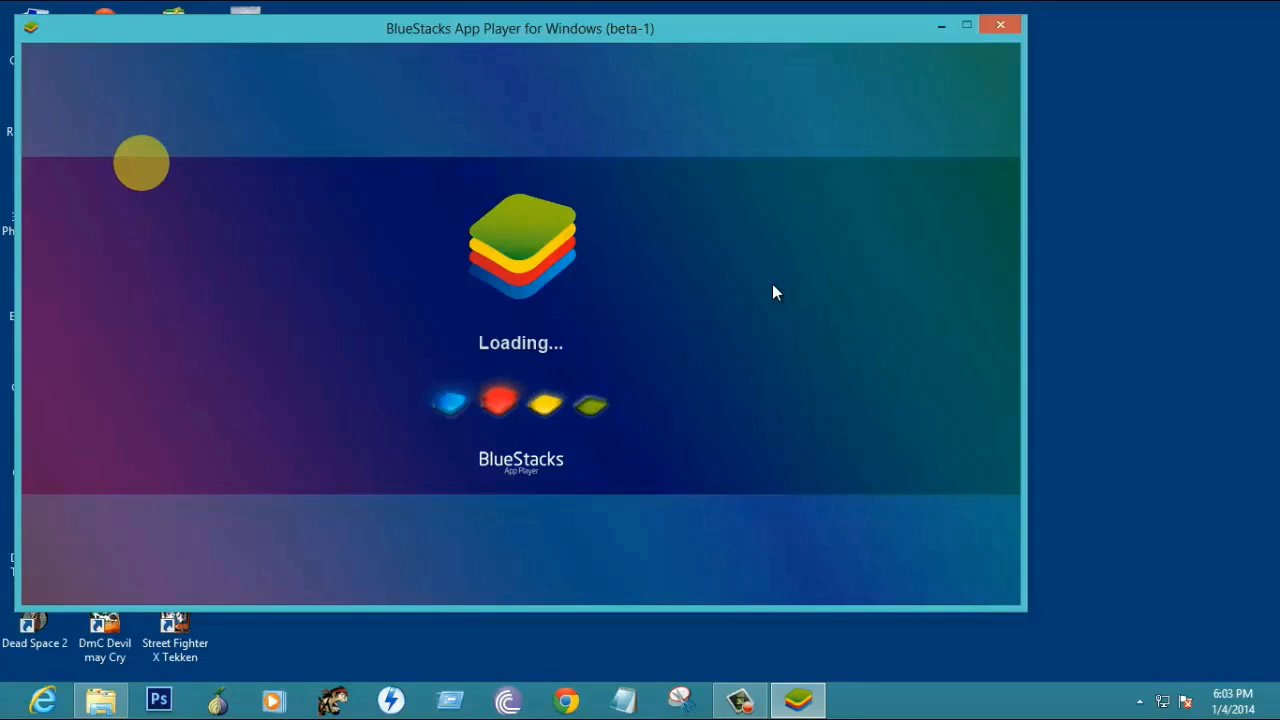 BlueStacks App Player for Windows (beta-1)
Loading...
BlueStacks
App Player
Dead Space 2
DmC Devil
may Cry
Street Fighter
X Tekken
Ps
6:03 PM
1/4/2014